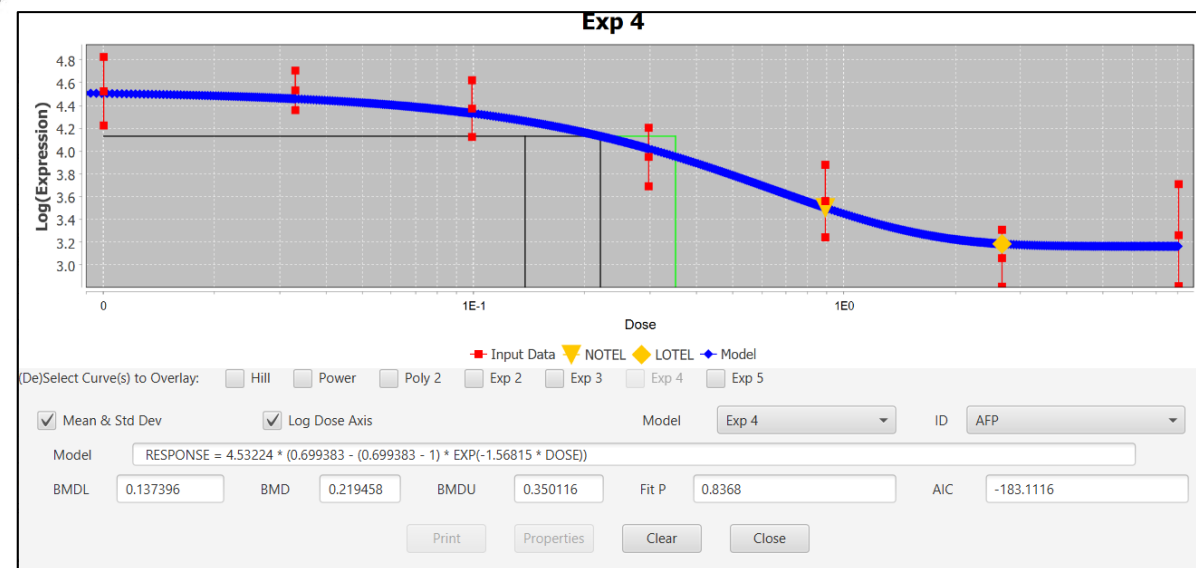 Exp 4
Log(Expression)
4.8
4.6
4.4
4.2
4.0
3.8
3.6
3.4
3.2
3.0
0 1E-1 1E0
Dose
Input Data NOTEL LOTEL Model
(De)Select Curve(s) to Overlay: Hill Power Poly 2 Exp 2 Exp 3 Exp 4 Exp 5
Mean & Std Dev Log Dose Axis Model Exp 4 ID AFP
Model RESPONSE = 4.53224 * (0.699383 - (0.699383 - 1) * EXP(-1.56815 * DOSE))
BMDL 0.137396 BMD 0.219458 BMDU 0.350116 Fit P 0.8368 AIC -183.1116
Print Properties Clear Close